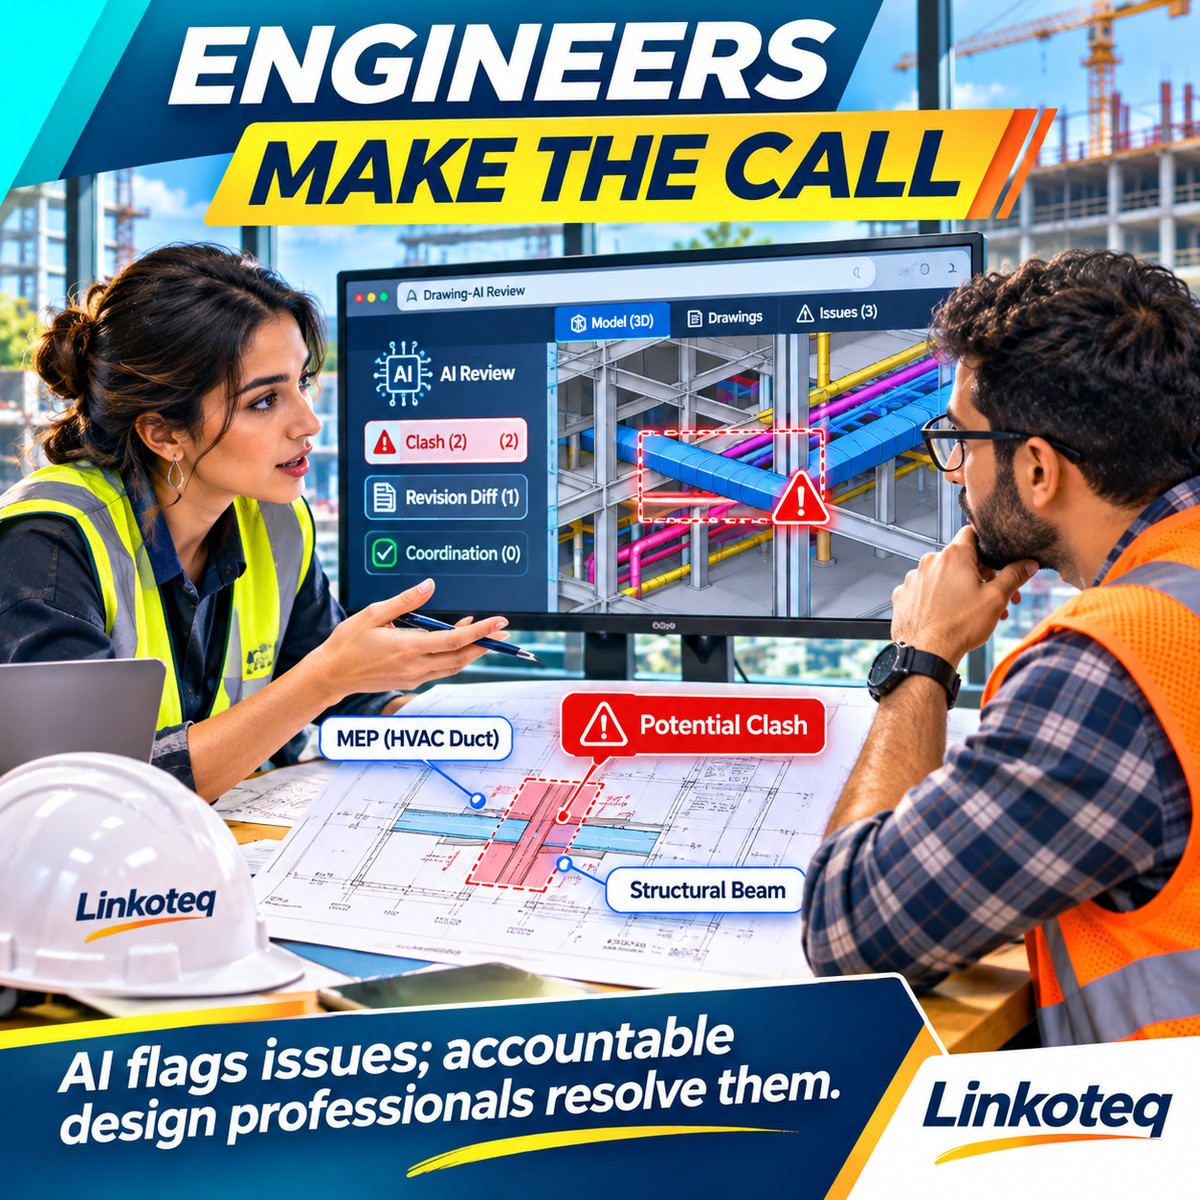 ENGINEERS
MAKE THE CALL
Drawing-AI Review
Model (3D)
Drawings
Issues (3)
AI
AI Review
Clash (2) (2)
Revision Diff (1)
Coordination (0)
MEP (HVAC Duct)
Potential Clash
Structural Beam
Linkoteq
AI flags issues; accountable
design professionals resolve them.
Linkoteq